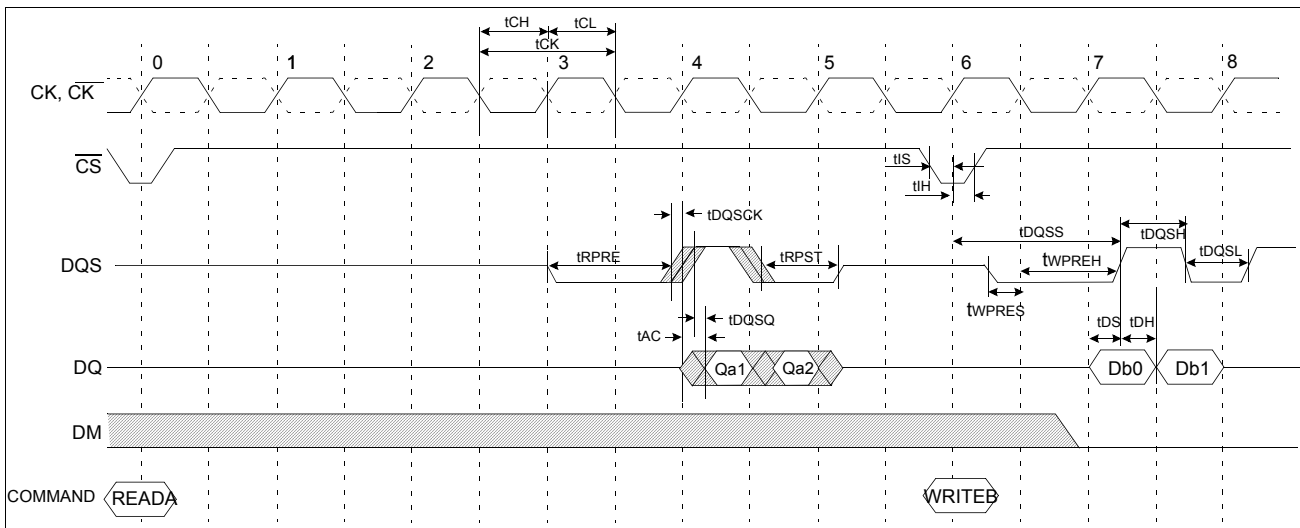 tCH tCL
tCK
0 1 2 3 4 5 6 7 8
CK, CK
CS
tIS
tIH
tDQSCK
tDQSS
tDQSH
DQS
tRPRE
tRPST
tWPREH
tDQSL
tWPRES
tDQSQ
tAC
tDS tDH
DQ
Qa1 Qa2
Db0 Db1
DM
COMMAND
READA
WRITEB